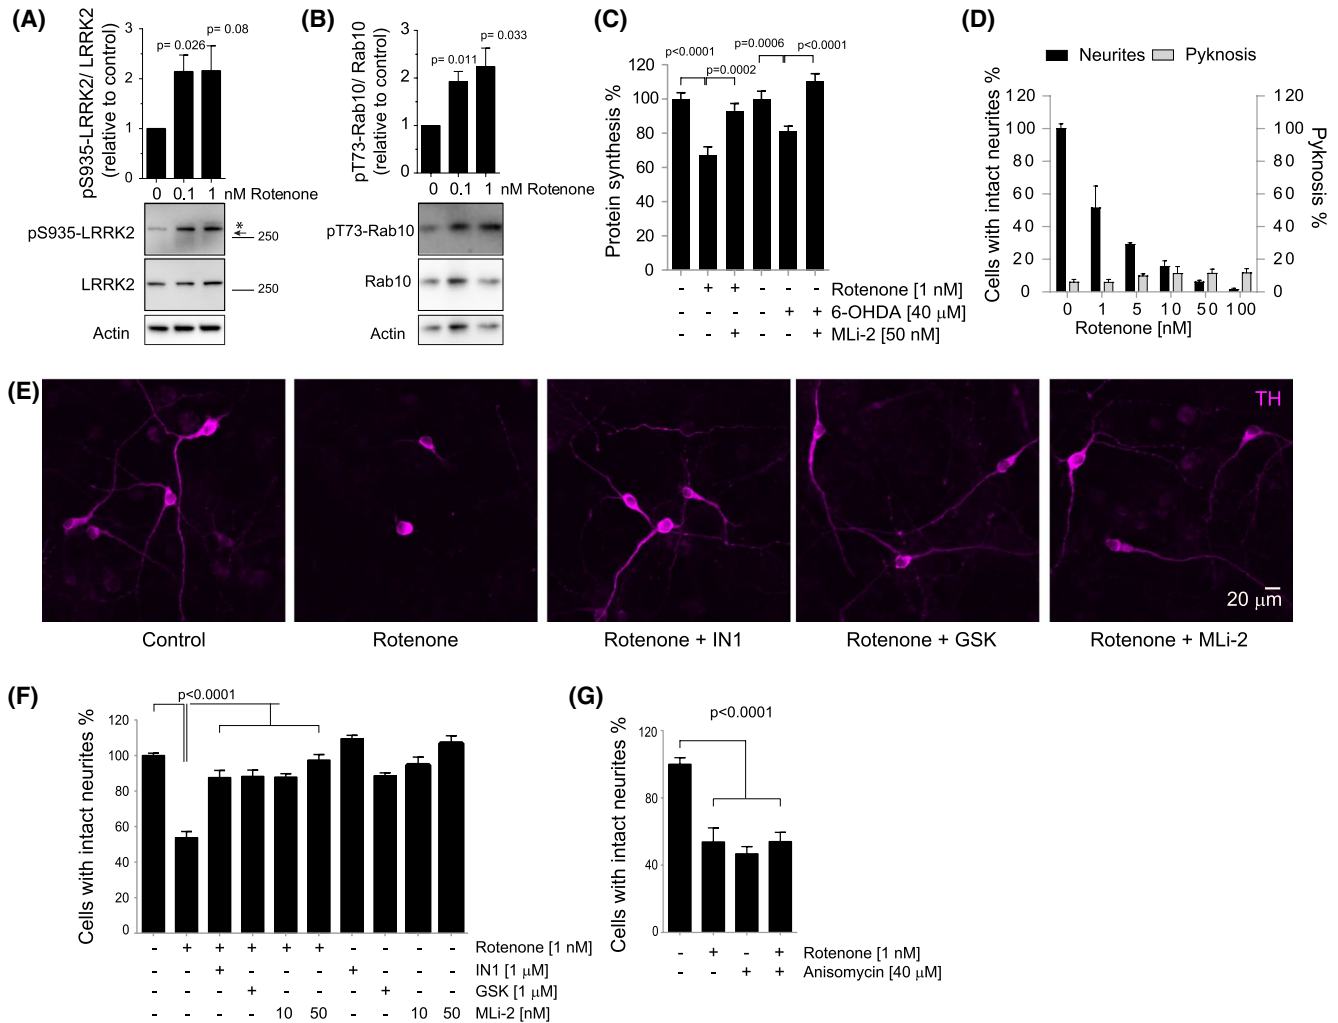 (A)
pS935-LRRK2/ LRRK2
(relative to control)
3
2
1
0
p= 0.026
p= 0.08
0 0.1 1 nM Rotenone
pS935-LRRK2
*
250
LRRK2
250
Actin
(B)
pT73-Rab10/ Rab10
(relative to control)
3
2
1
0
p= 0.011
p= 0.033
0 0.1 1 nM Rotenone
pT73-Rab10
Rab10
Actin
(C)
Protein synthesis %
120
100
80
60
40
20
0
p<0.0001
p=0.0002
p=0.0006
p<0.0001
- + + - - - Rotenone [1 nM]
- - - - + + 6-OHDA [40 μM]
- - + - - + MLi-2 [50 nM]
(D)
Neurites Pyknosis
Cells with intact neurites %
120
100
80
60
40
20
0
120
100
80
60
40
20
0
Pyknosis %
0 1 5 10 50 100
Rotenone [nM]
(E)
TH
20 μm
Control
Rotenone
Rotenone + IN1
Rotenone + GSK
Rotenone + MLi-2
(F)
Cells with intact neurites %
120
100
80
60
40
20
0
p<0.0001
- + + + + + - - - - Rotenone [1 nM]
- - + - - - + - - - IN1 [1 μM]
- - - + - - - + - - GSK [1 μM]
- - - - 10 50 - - 10 50 MLi-2 [nM]
(G)
Cells with intact neurites %
120
80
40
0
p<0.0001
- + - + Rotenone [1 nM]
- - + + Anisomycin [40 μM]